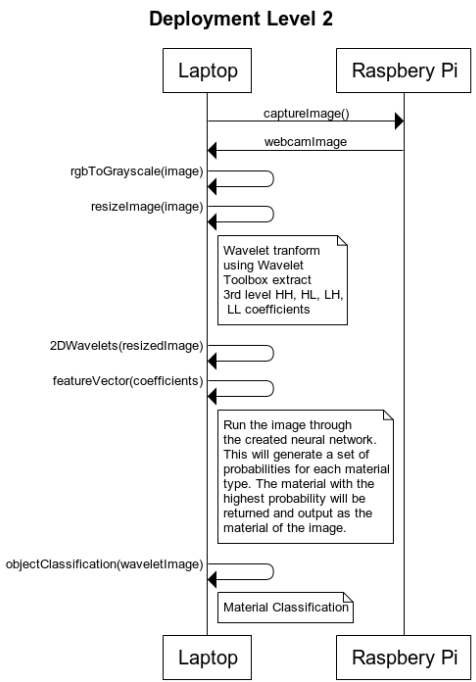 Deployment Level 2
Laptop
Raspbery Pi
captureImage()
webcamImage
rgbToGrayscale(image)
resizeImage(image)
Wavelet tranform
using Wavelet
Toolbox extract
3rd level HH, HL, LH,
LL coefficients
2DWavelets(resizedImage)
featureVector(coefficients)
Run the image through
the created neural network.
This will generate a set of
probabilities for each material
type. The material with the
highest probability will be
returned and output as the
material of the image.
objectClassification(waveletImage)
Material Classification
Laptop
Raspbery Pi